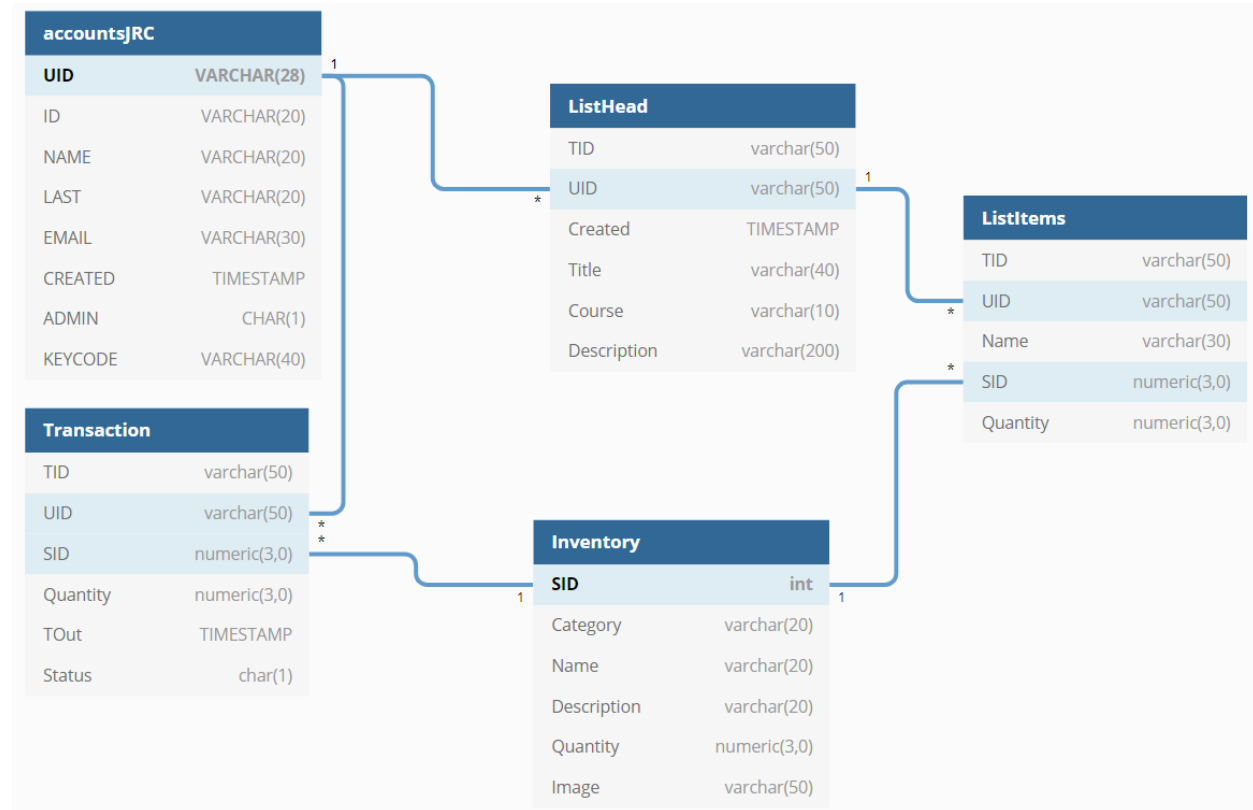 accountsJRC
UID VARCHAR(28)
ID VARCHAR(20)
NAME VARCHAR(20)
LAST VARCHAR(20)
EMAIL VARCHAR(30)
CREATED TIMESTAMP
ADMIN CHAR(1)
KEYCODE VARCHAR(40)
1
*
ListHead
TID varchar(50)
UID varchar(50)
Created TIMESTAMP
Title varchar(40)
Course varchar(10)
Description varchar(200)
1
*
*
ListItems
TID varchar(50)
UID varchar(50)
Name varchar(30)
SID numeric(3,0)
Quantity numeric(3,0)
Transaction
TID varchar(50)
UID varchar(50)
SID numeric(3,0)
Quantity numeric(3,0)
TOut TIMESTAMP
Status char(1)
*
*
1
1
Inventory
SID int
Category varchar(20)
Name varchar(20)
Description varchar(20)
Quantity numeric(3,0)
Image varchar(50)